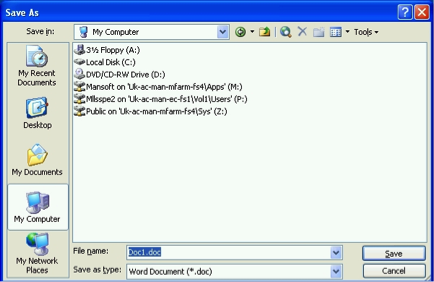 Save As
Save in:
My Computer
Tools
My Recent
Documents
Desktop
My Documents
My Computer
My Network
Places
3½ Floppy (A:)
Local Disk (C:)
DVD/CD-RW Drive (D:)
Mansoft on 'Uk-ac-man-mfarm-fs4\Apps' (M:)
Mllsspe2 on 'uk-ac-man-ec-fs1\Vol1\Users' (P:)
Public on 'Uk-ac-man-mfarm-fs4\Sys' (Z:)
File name:
Doc1.doc
Save
Save as type:
Word Document (*.doc)
Cancel